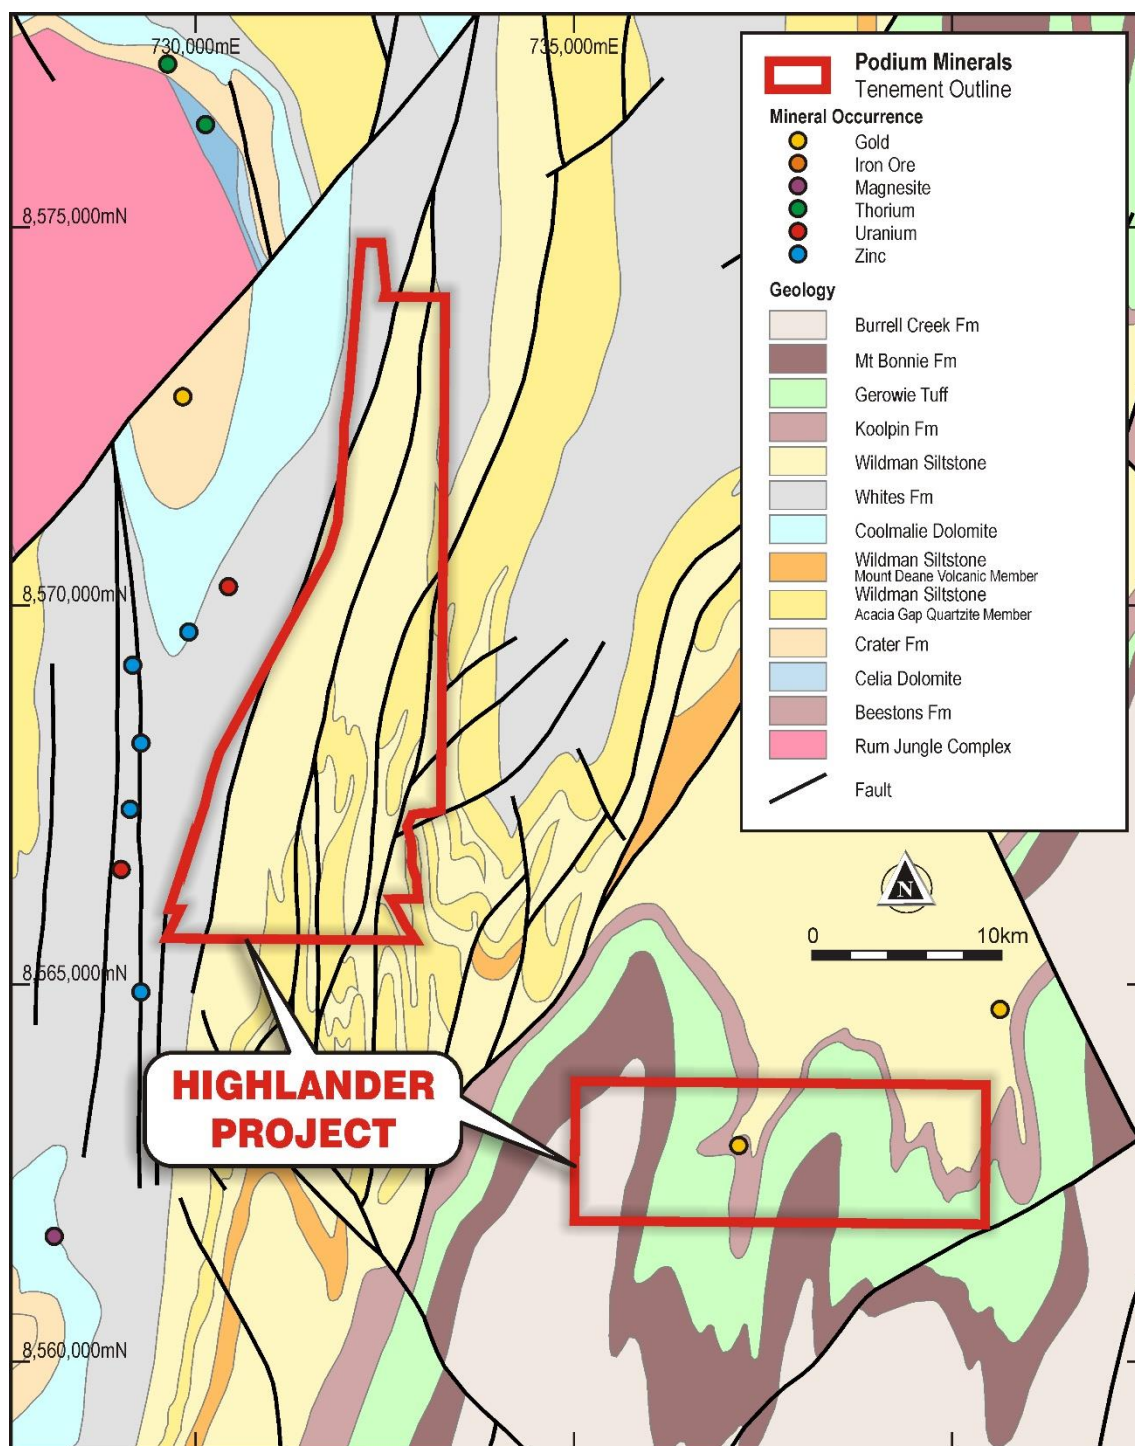 730,000mE
735,000mE
8,575,000mN
8,570,000mN
8,565,000mN
8,560,000mN
Podium Minerals
Tenement Outline
Mineral Occurrence
Gold
Iron Ore
Magnesite
Thorium
Uranium
Zinc
Geology
Burrell Creek Fm
Mt Bonnie Fm
Gerowie Tuff
Koolpin Fm
Wildman Siltstone
Whites Fm
Coolmalie Dolomite
Wildman Siltstone
Mount Deane Volcanic Member
Wildman Siltstone
Acacia Gap Quartzite Member
Crater Fm
Celia Dolomite
Beestons Fm
Rum Jungle Complex
Fault
N
0 10km
HIGHLANDER
PROJECT